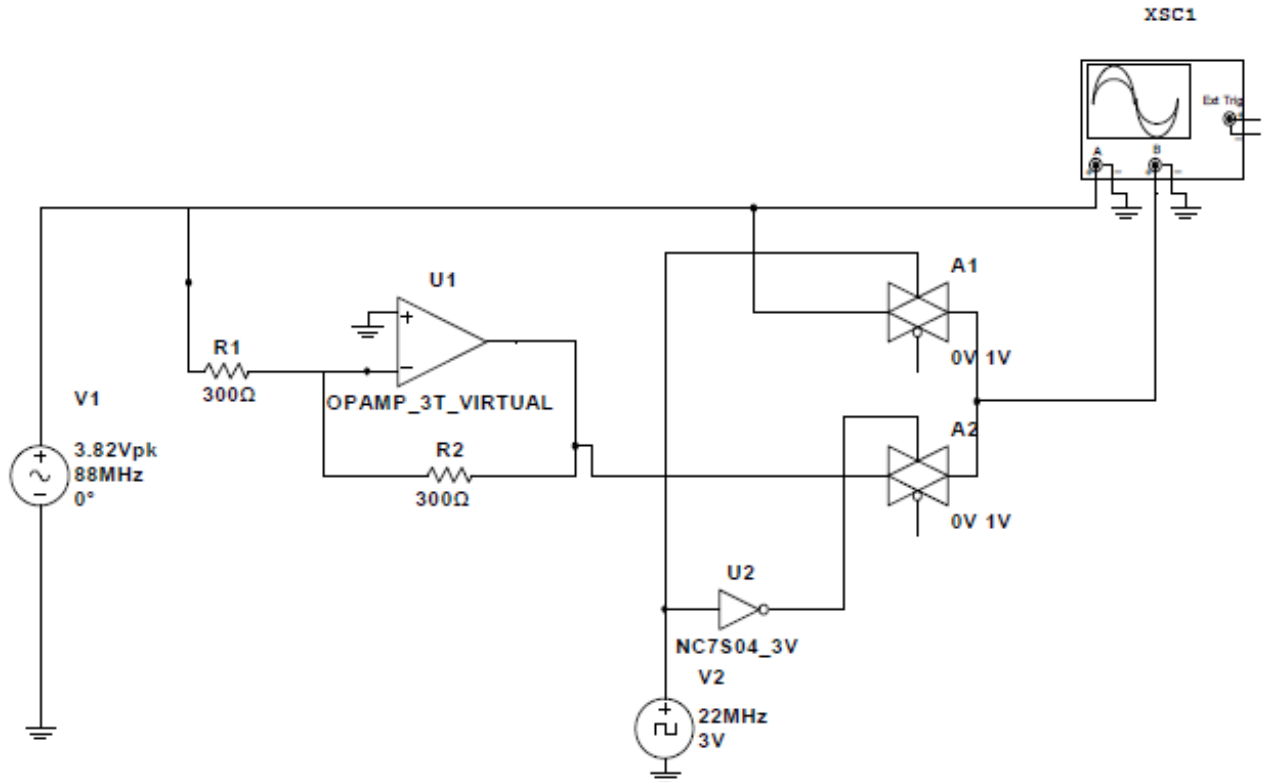 XSC1
Ext Trig
+
−
A
B
+ −
+ −
A1
0V 1V
U1
+
−
OPAMP_3T_VIRTUAL
R1
300Ω
V1
+
−
3.82Vpk
88MHz
0°
R2
300Ω
A2
0V 1V
U2
NC7S04_3V
V2
+
22MHz
3V